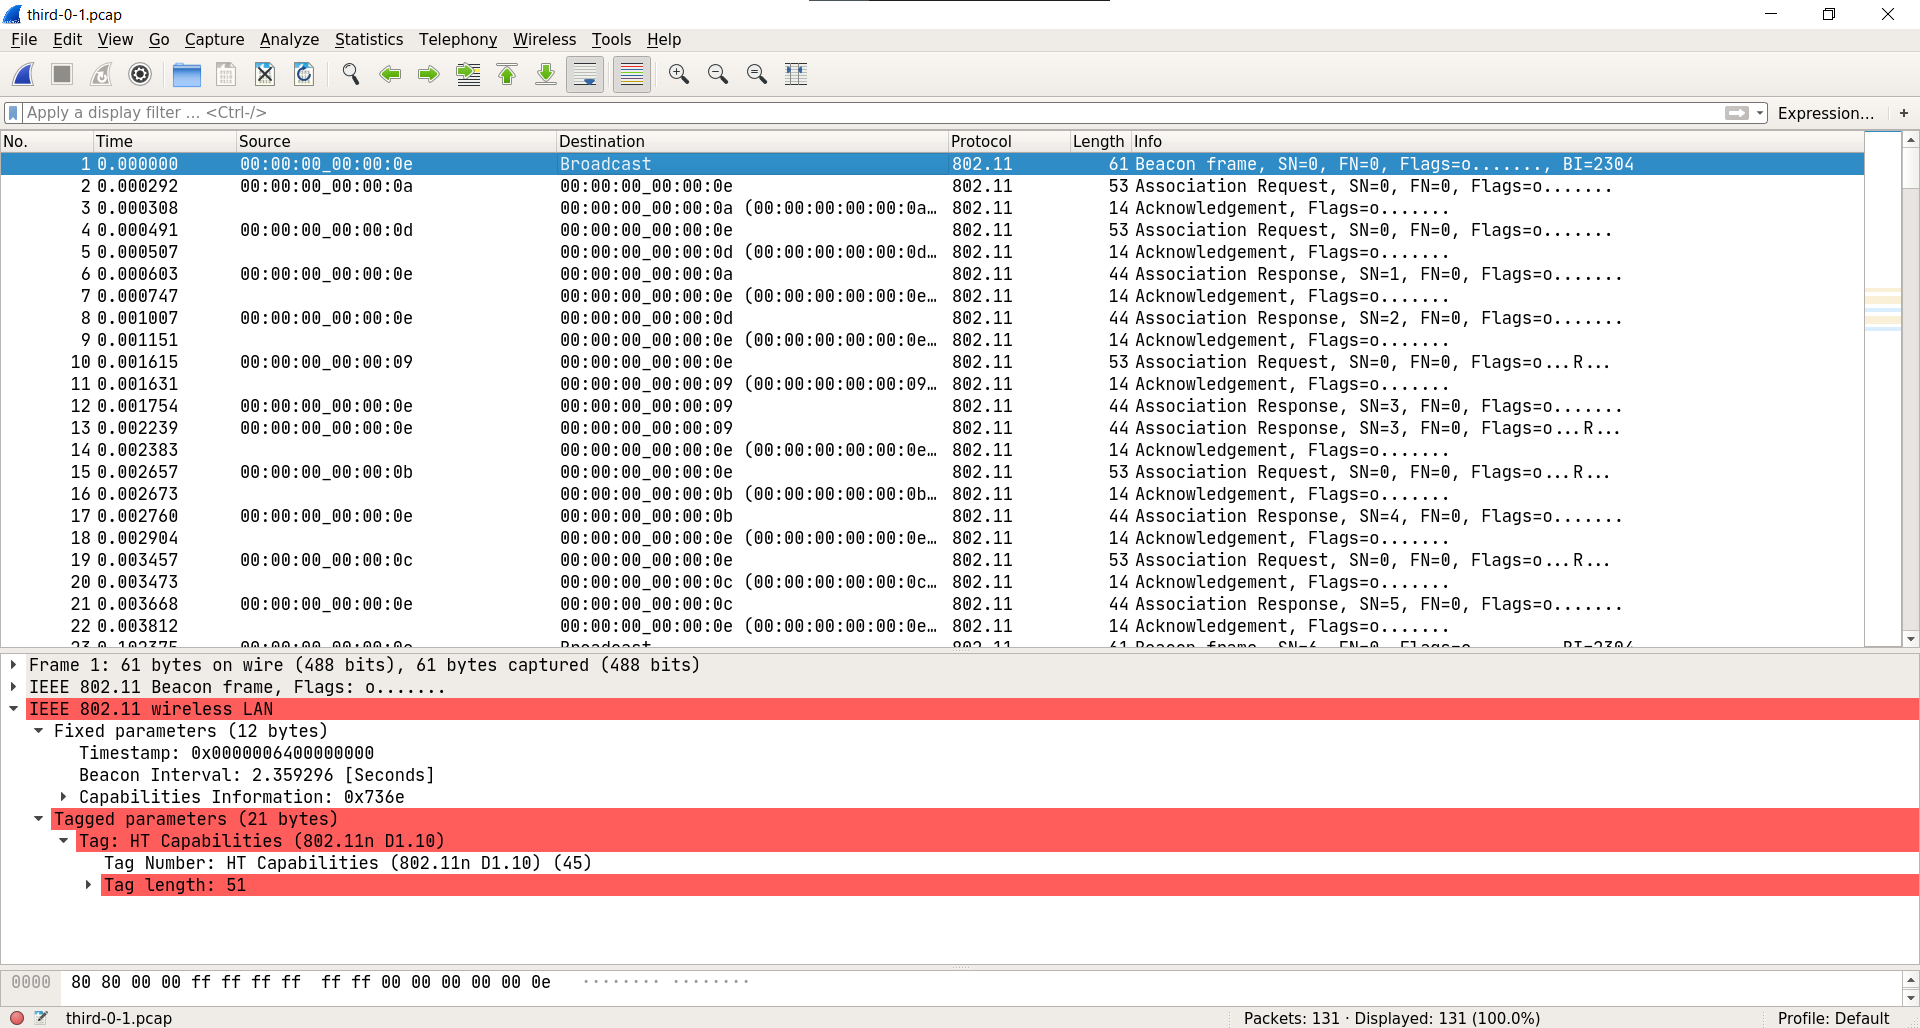 third-0-1.pcap
File Edit View Go Capture Analyze Statistics Telephony Wireless Tools Help
Apply a display filter … <Ctrl-/> Expression… +
No. Time Source Destination Protocol Length Info
1 0.000000 00:00:00_00:00:0e Broadcast 802.11 61 Beacon frame, SN=0, FN=0, Flags=o......., BI=2304
2 0.000292 00:00:00_00:00:0a 00:00:00_00:00:0e 802.11 53 Association Request, SN=0, FN=0, Flags=o.......
3 0.000308 00:00:00_00:00:0a (00:00:00:00:00:0a… 802.11 14 Acknowledgement, Flags=o.......
4 0.000491 00:00:00_00:00:0d 00:00:00_00:00:0e 802.11 53 Association Request, SN=0, FN=0, Flags=o.......
5 0.000507 00:00:00_00:00:0d (00:00:00:00:00:0d… 802.11 14 Acknowledgement, Flags=o.......
6 0.000603 00:00:00_00:00:0e 00:00:00_00:00:0a 802.11 44 Association Response, SN=1, FN=0, Flags=o.......
7 0.000747 00:00:00_00:00:0e (00:00:00:00:00:0e… 802.11 14 Acknowledgement, Flags=o.......
8 0.001007 00:00:00_00:00:0e 00:00:00_00:00:0d 802.11 44 Association Response, SN=2, FN=0, Flags=o.......
9 0.001151 00:00:00_00:00:0e (00:00:00:00:00:0e… 802.11 14 Acknowledgement, Flags=o.......
10 0.001615 00:00:00_00:00:09 00:00:00_00:00:0e 802.11 53 Association Request, SN=0, FN=0, Flags=o...R...
11 0.001631 00:00:00_00:00:09 (00:00:00:00:00:09… 802.11 14 Acknowledgement, Flags=o.......
12 0.001754 00:00:00_00:00:0e 00:00:00_00:00:09 802.11 44 Association Response, SN=3, FN=0, Flags=o.......
13 0.002239 00:00:00_00:00:0e 00:00:00_00:00:09 802.11 44 Association Response, SN=3, FN=0, Flags=o...R...
14 0.002383 00:00:00_00:00:0e (00:00:00:00:00:0e… 802.11 14 Acknowledgement, Flags=o.......
15 0.002657 00:00:00_00:00:0b 00:00:00_00:00:0e 802.11 53 Association Request, SN=0, FN=0, Flags=o...R...
16 0.002673 00:00:00_00:00:0b (00:00:00:00:00:0b… 802.11 14 Acknowledgement, Flags=o.......
17 0.002760 00:00:00_00:00:0e 00:00:00_00:00:0b 802.11 44 Association Response, SN=4, FN=0, Flags=o.......
18 0.002904 00:00:00_00:00:0e (00:00:00:00:00:0e… 802.11 14 Acknowledgement, Flags=o.......
19 0.003457 00:00:00_00:00:0c 00:00:00_00:00:0e 802.11 53 Association Request, SN=0, FN=0, Flags=o...R...
20 0.003473 00:00:00_00:00:0c (00:00:00:00:00:0c… 802.11 14 Acknowledgement, Flags=o.......
21 0.003668 00:00:00_00:00:0e 00:00:00_00:00:0c 802.11 44 Association Response, SN=5, FN=0, Flags=o.......
22 0.003812 00:00:00_00:00:0e (00:00:00:00:00:0e… 802.11 14 Acknowledgement, Flags=o.......
23 0.102375 00:00:00_00:00:0e Broadcast 802.11 61 Beacon frame, SN=6, FN=0, Flags=o......., BI=2304
Frame 1: 61 bytes on wire (488 bits), 61 bytes captured (488 bits)
IEEE 802.11 Beacon frame, Flags: o.......
IEEE 802.11 wireless LAN
Fixed parameters (12 bytes)
Timestamp: 0x0000006400000000
Beacon Interval: 2.359296 [Seconds]
Capabilities Information: 0x736e
Tagged parameters (21 bytes)
Tag: HT Capabilities (802.11n D1.10)
Tag Number: HT Capabilities (802.11n D1.10) (45)
Tag length: 51
0000 80 80 00 00 ff ff ff ff ff ff 00 00 00 00 00 0e ········ ········
third-0-1.pcap Packets: 131 · Displayed: 131 (100.0%) Profile: Default